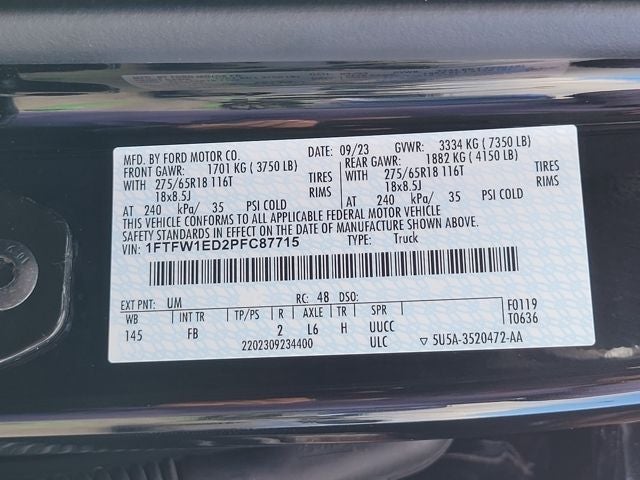 MFD. BY FORD MOTOR CO. DATE: 09/23 GVWR: 3334 KG ( 7350 LB)
FRONT GAWR: 1701 KG ( 3750 LB) REAR GAWR: 1882 KG ( 4150 LB)
WITH 275/65R18 116T TIRES WITH 275/65R18 116T TIRES
18x8.5J RIMS 18x8.5J RIMS
AT 240 kPa/ 35 PSI COLD AT 240 kPa/ 35 PSI COLD
THIS VEHICLE CONFORMS TO ALL APPLICABLE FEDERAL MOTOR VEHICLE
SAFETY STANDARDS IN EFFECT ON THE DATE OF MANUFACTURE SHOWN ABOVE.
VIN: 1FTFW1ED2PFC87715 TYPE: Truck
EXT PNT: UM RC: 48 DSO: F0119
WB INT TR TP/PS R AXLE TR SPR T0636
145 FB 2 L6 H UUCC
2202309234400 ULC ▽ 5U5A-3520472-AA